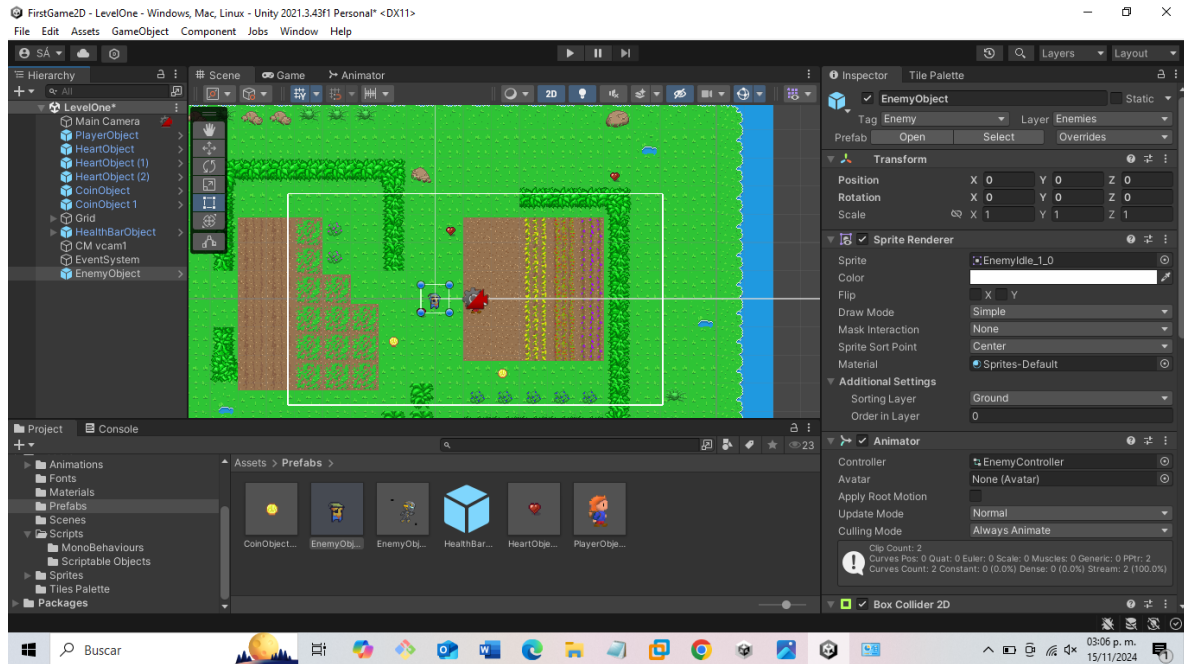 FirstGame2D - LevelOne - Windows, Mac, Linux - Unity 2021.3.43f1 Personal* <DX11>
File Edit Assets GameObject Component Jobs Window Help
SÁ Layers Layout
Hierarchy
All
LevelOne*
Main Camera
PlayerObject
HeartObject
HeartObject (1)
HeartObject (2)
CoinObject
CoinObject 1
Grid
HealthBarObject
CM vcam1
EventSystem
EnemyObject
Scene Game Animator
2D
Inspector Tile Palette
EnemyObject Static
Tag Enemy Layer Enemies
Prefab Open Select Overrides
Transform
Position X 0 Y 0 Z 0
Rotation X 0 Y 0 Z 0
Scale X 1 Y 1 Z 1
Sprite Renderer
Sprite EnemyIdle_1_0
Color
Flip X Y
Draw Mode Simple
Mask Interaction None
Sprite Sort Point Center
Material Sprites-Default
Additional Settings
Sorting Layer Ground
Order in Layer 0
Animator
Controller EnemyController
Avatar None (Avatar)
Apply Root Motion
Update Mode Normal
Culling Mode Always Animate
Clip Count: 2
Curves Pos: 0 Quat: 0 Euler: 0 Scale: 0 Muscles: 0 Generic: 0 PPtr: 2
Curves Count: 2 Constant: 0 (0.0%) Dense: 0 (0.0%) Stream: 2 (100.0%)
Box Collider 2D
Project Console
23
Animations
Fonts
Materials
Prefabs
Scenes
Scripts
MonoBehaviours
Scriptable Objects
Sprites
Tiles Palette
Packages
Assets > Prefabs >
CoinObject... EnemyObj... EnemyObj... HealthBar... HeartObje... PlayerObje...
Buscar
03:06 p. m.
15/11/2024
1